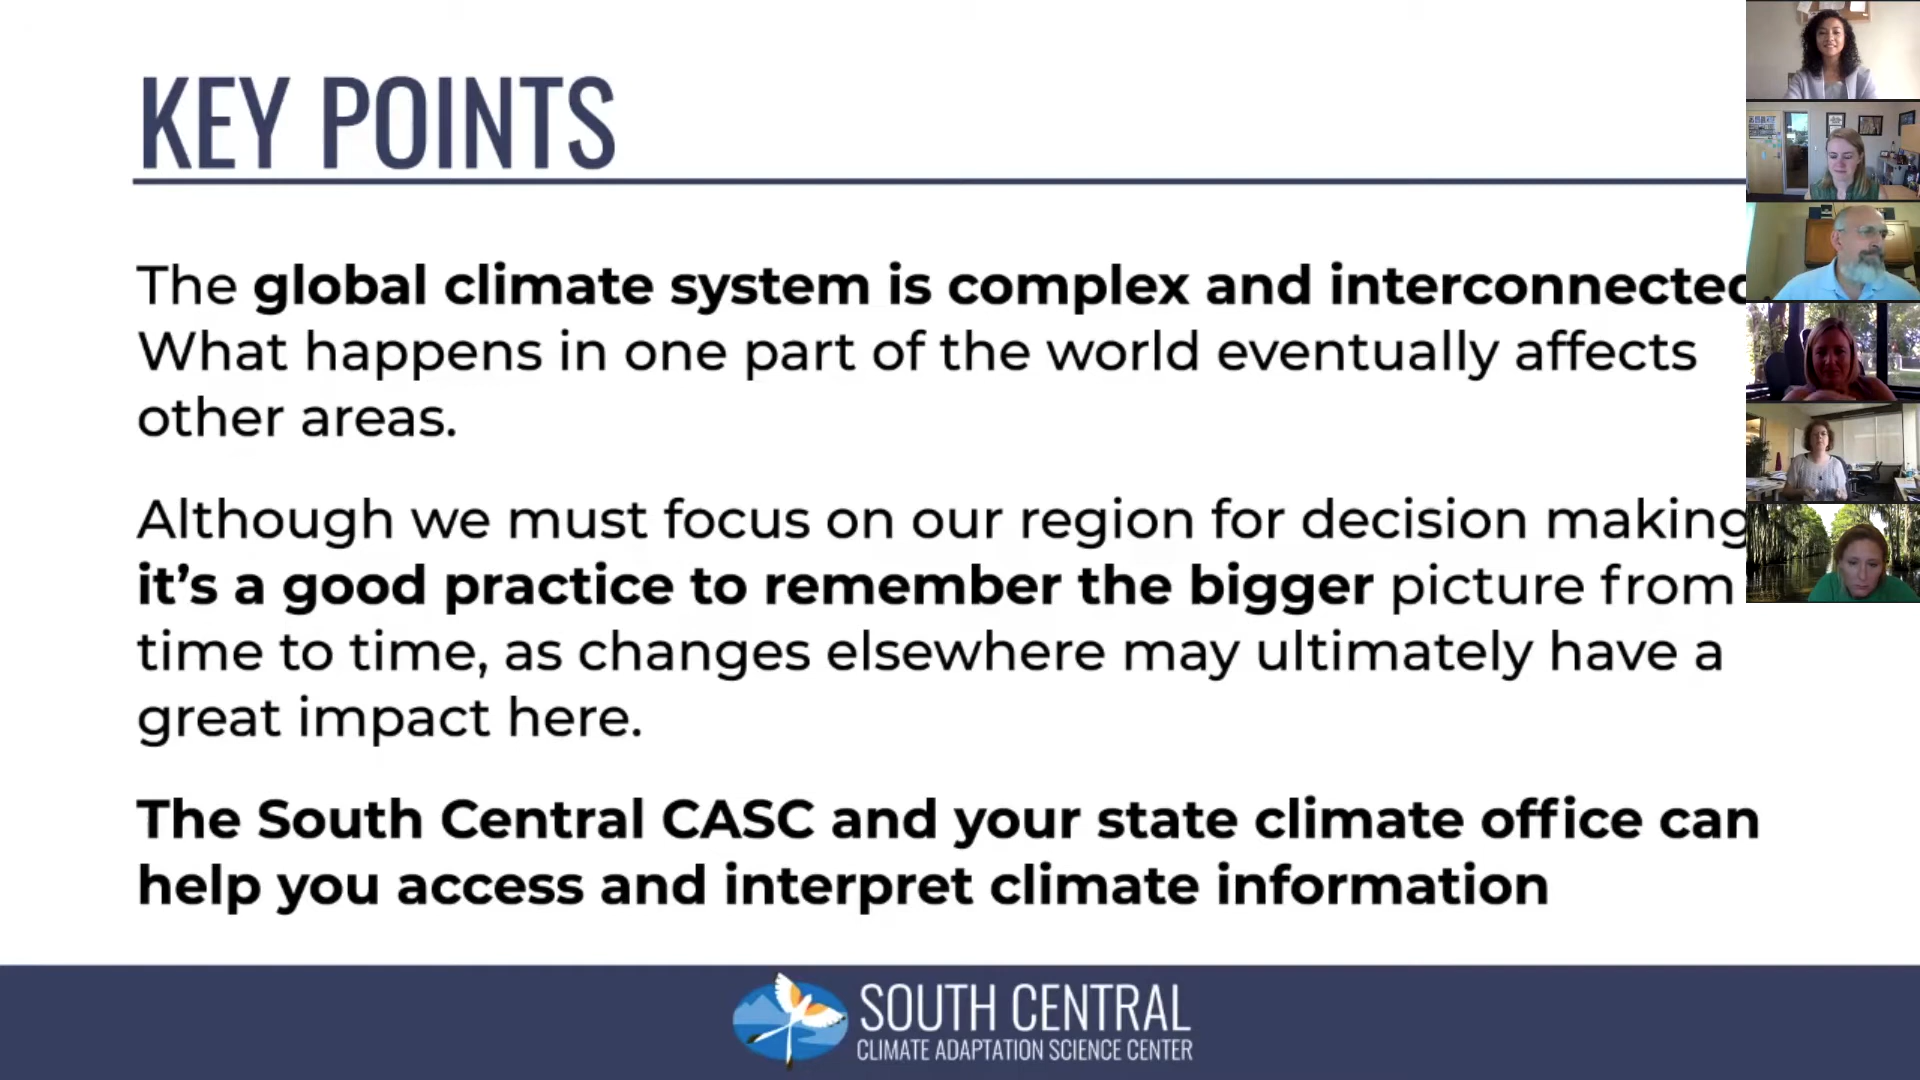 KEY POINTS
The global climate system is complex and interconnected
What happens in one part of the world eventually affects
other areas.
Although we must focus on our region for decision making
it's a good practice to remember the bigger picture from
time to time, as changes elsewhere may ultimately have a
great impact here.
The South Central CASC and your state climate office can
help you access and interpret climate information
SOUTH CENTRAL
CLIMATE ADAPTATION SCIENCE CENTER